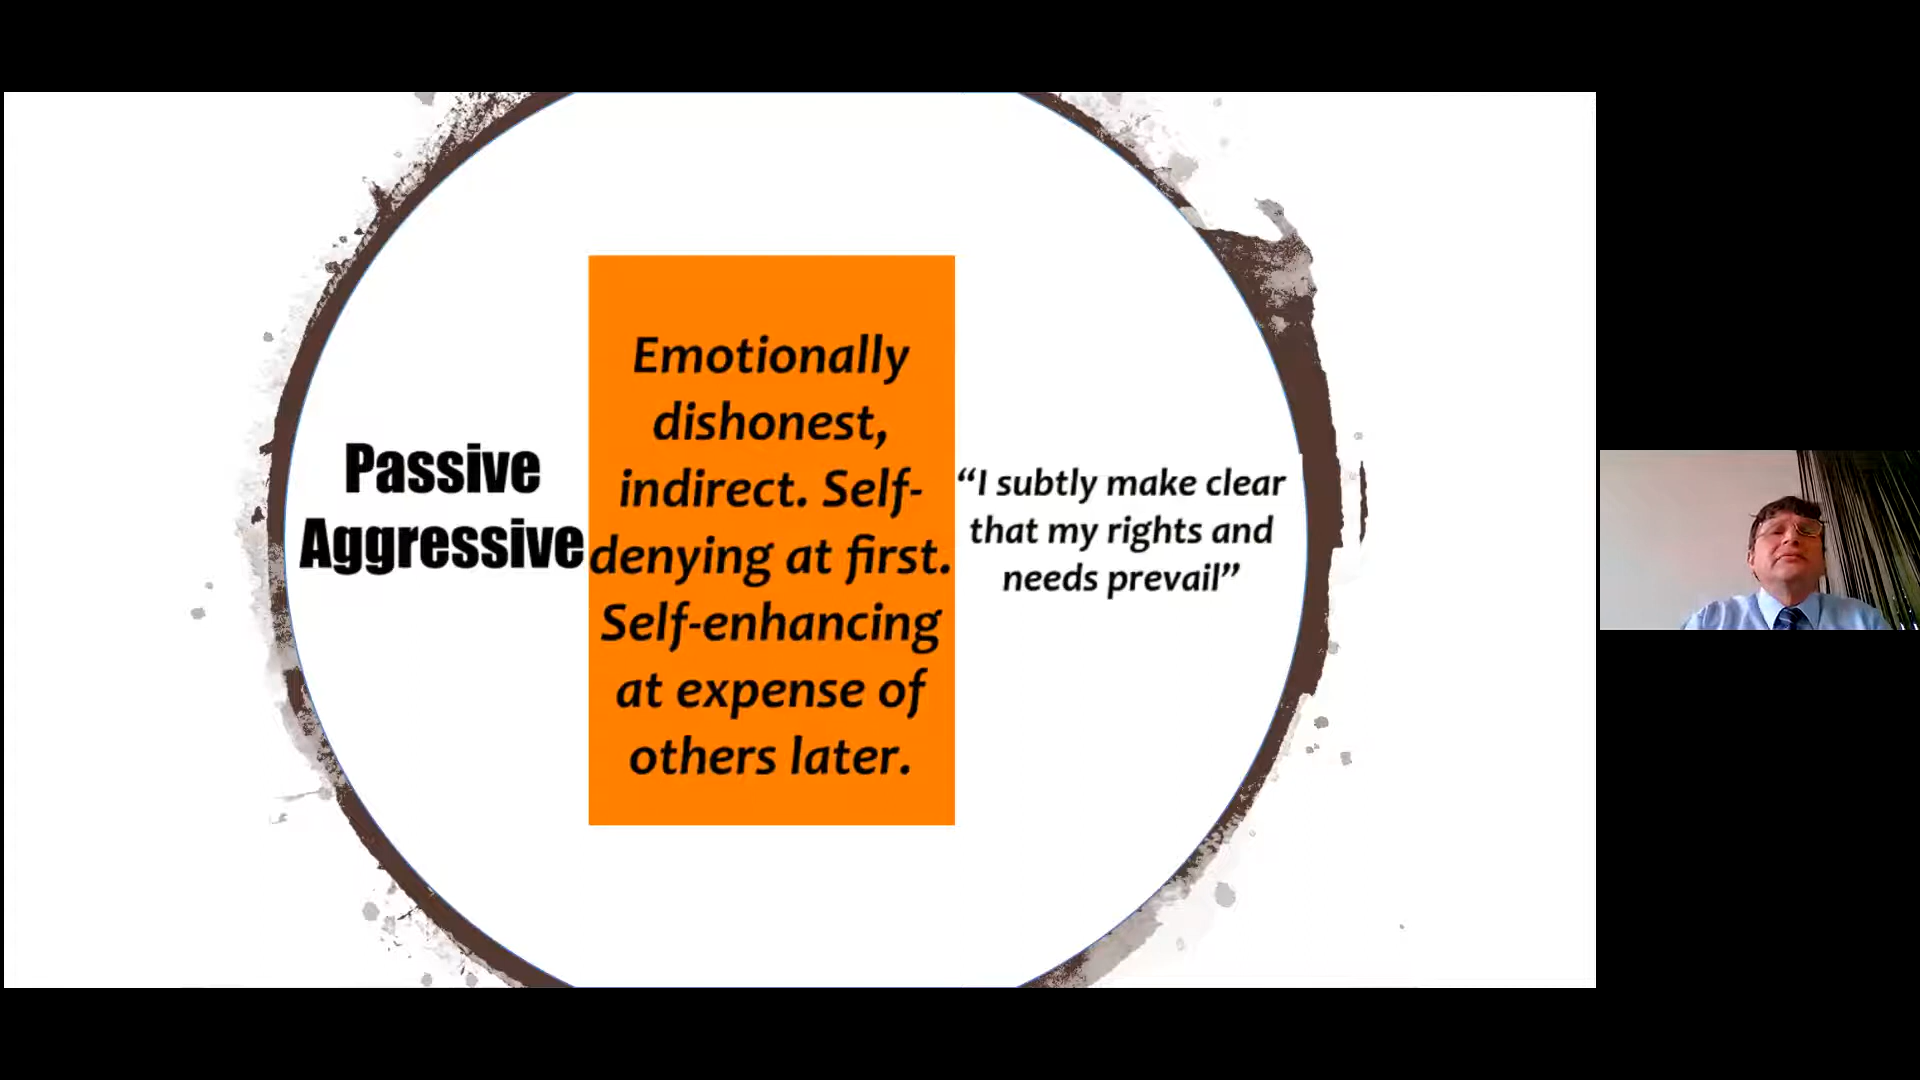 Passive
Aggressive
Emotionally
dishonest,
indirect. Self-
denying at first.
Self-enhancing
at expense of
others later.
“I subtly make clear
that my rights and
needs prevail”